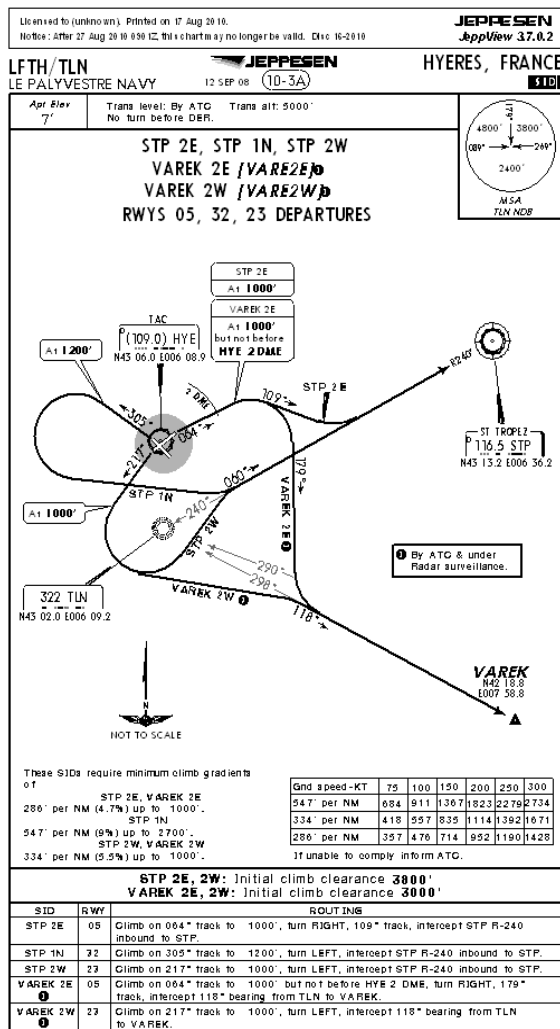 Licensed to (unknown). Printed on 17 Aug 2010.
Notice: After 27 Aug 2010 0901Z, this chart may no longer be valid. Disc 16-2010
JEPPESEN
JeppView 3.7.0.2
LFTH/TLN
LE PALYVESTRE NAVY
JEPPESEN
12 SEP 08
10-3A
HYERES, FRANCE
SID
Apt Elev
7'
Trans level: By ATC Trans alt: 5000'
No turn before DER.
179°
4800' 3800'
089° 269°
2400'
MSA
TLN NDB
STP 2E, STP 1N, STP 2W
VAREK 2E [VARE2E] 1
VAREK 2W [VARE2W] 1
RWYS 05, 32, 23 DEPARTURES
STP 2E
At 1000'
VAREK 2E
At 1000'
but not before
HYE 2 DME
TAC
(109.0) HYE
N43 06.0 E006 08.9
At 1200'
2 DME
305°
064°
217°
109°
STP 2E
R240°
ST TROPEZ
116.5 STP
N43 13.2 E006 36.2
179°
060°
STP 1N
240°
STP 2W
VAREK 2E 1
At 1000'
290°
298°
1 By ATC & under
Radar surveillance.
322 TLN
N43 02.0 E006 09.2
VAREK 2W 1
118°
VAREK
N42 18.8
E007 58.8
N
NOT TO SCALE
These SIDs require minimum climb gradients
of
STP 2E, VAREK 2E
286' per NM (4.7%) up to 1000'.
STP 1N
547' per NM (9%) up to 2700'.
STP 2W, VAREK 2W
334' per NM (5.5%) up to 1000'.
Gnd speed-KT 75 100 150 200 250 300
547' per NM 684 911 1367 1823 2279 2734
334' per NM 418 557 835 1114 1392 1671
286' per NM 357 476 714 952 1190 1428
If unable to comply inform ATC.
STP 2E, 2W: Initial climb clearance 3800'
VAREK 2E, 2W: Initial climb clearance 3000'
SID RWY ROUTING
STP 2E 05 Climb on 064° track to 1000', turn RIGHT, 109° track, intercept STP R-240
inbound to STP.
STP 1N 32 Climb on 305° track to 1200', turn LEFT, intercept STP R-240 inbound to STP.
STP 2W 23 Climb on 217° track to 1000', turn LEFT, intercept STP R-240 inbound to STP.
VAREK 2E 1 05 Climb on 064° track to 1000' but not before HYE 2 DME, turn RIGHT, 179°
track, intercept 118° bearing from TLN to VAREK.
VAREK 2W 1 23 Climb on 217° track to 1000', turn LEFT, intercept 118° bearing from TLN
to VAREK.